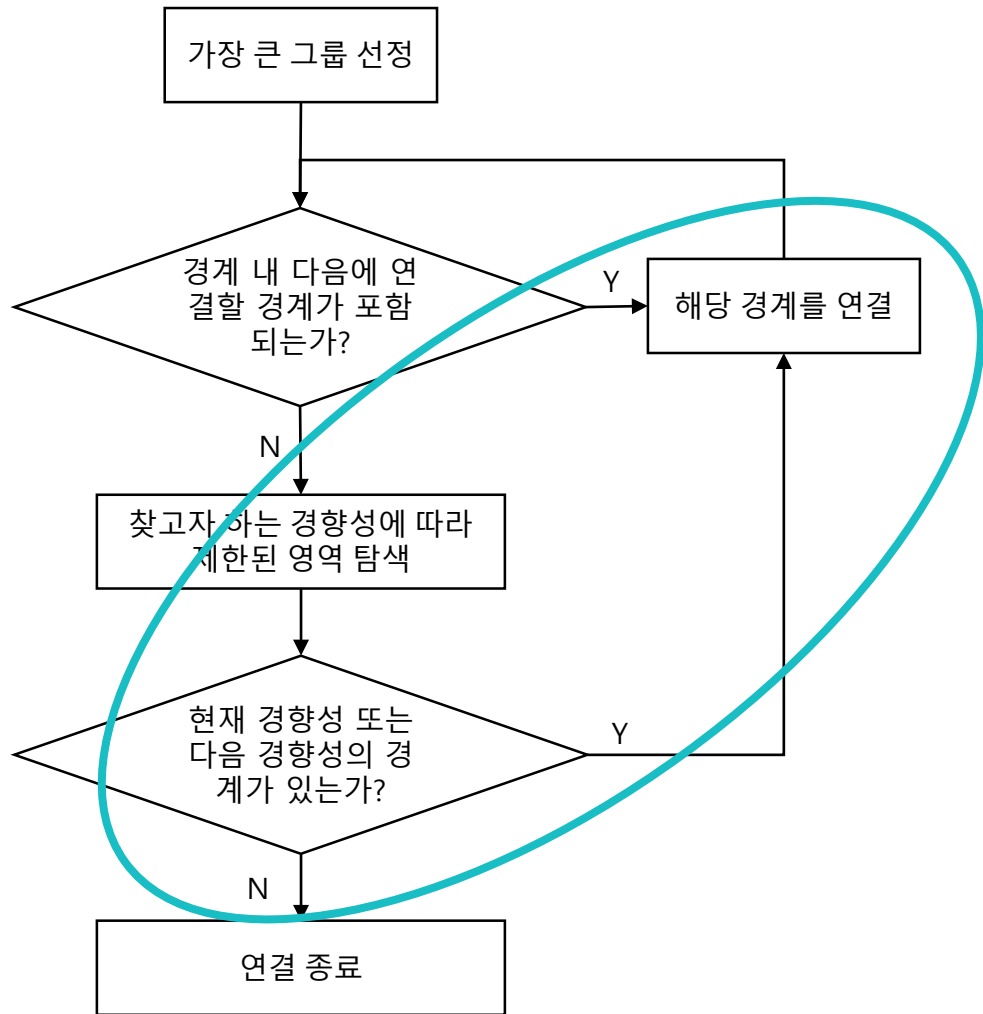 가장 큰 그룹 선정
경계 내 다음에 연
결할 경계가 포함
되는가?
Y
해당 경계를 연결
N
찾고자 하는 경향성에 따라
제한된 영역 탐색
현재 경향성 또는
다음 경향성의 경
계가 있는가?
Y
N
연결 종료